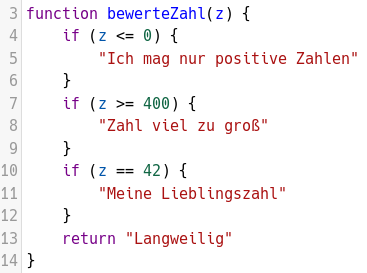 3 function bewerteZahl(z) {
4     if (z <= 0) {
5         "Ich mag nur positive Zahlen"
6     }
7     if (z >= 400) {
8         "Zahl viel zu groß"
9     }
10     if (z == 42) {
11         "Meine Lieblingszahl"
12     }
13     return "Langweilig"
14 }